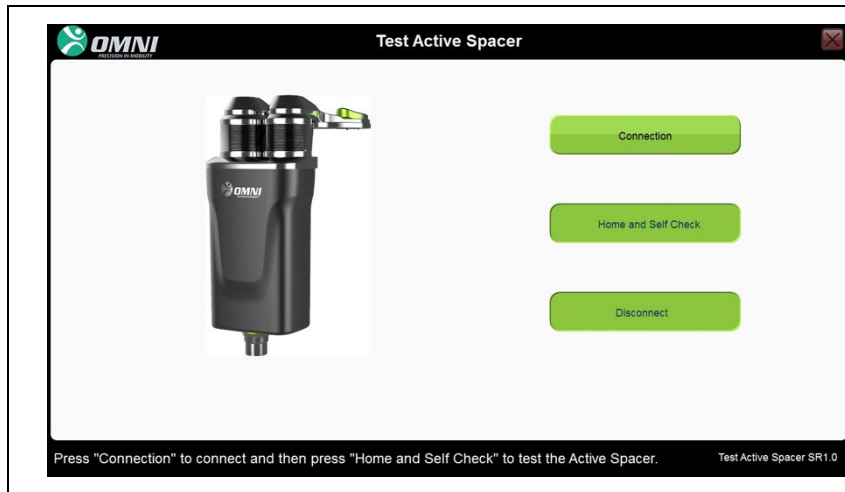 OMNI
PRECISION IN MOBILITY
Test Active Spacer
OMNI
Connection
Home and Self Check
Disconnect
Press "Connection" to connect and then press "Home and Self Check" to test the Active Spacer.
Test Active Spacer SR1.0